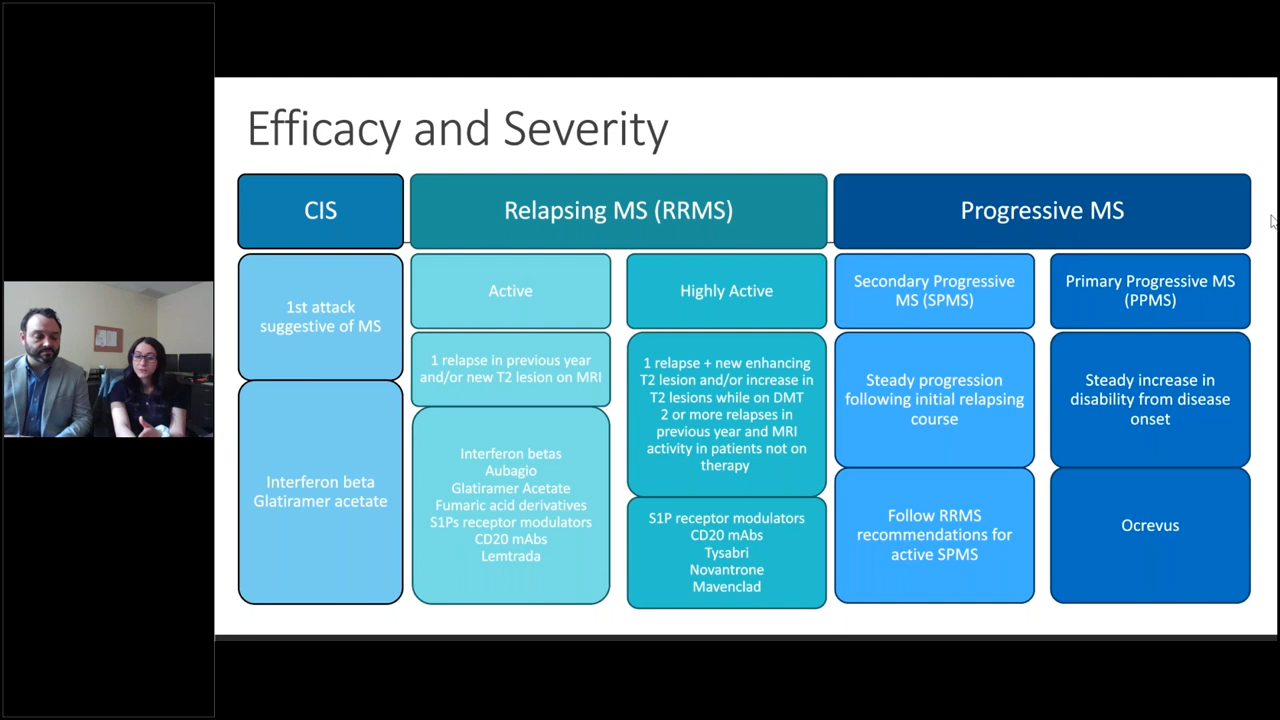 Efficacy and Severity
CIS
Relapsing MS (RRMS)
Progressive MS
1st attack
suggestive of MS
Interferon beta
Glatiramer acetate
Active
1 relapse in previous year
and/or new T2 lesion on MRI
Interferon betas
Aubagio
Glatiramer Acetate
Fumaric acid derivatives
S1Ps receptor modulators
CD20 mAbs
Lemtrada
Highly Active
1 relapse + new enhancing
T2 lesion and/or increase in
T2 lesions while on DMT
2 or more relapses in
previous year and MRI
activity in patients not on
therapy
S1P receptor modulators
CD20 mAbs
Tysabri
Novantrone
Mavenclad
Secondary Progressive
MS (SPMS)
Steady progression
following initial relapsing
course
Follow RRMS
recommendations for
active SPMS
Primary Progressive MS
(PPMS)
Steady increase in
disability from disease
onset
Ocrevus